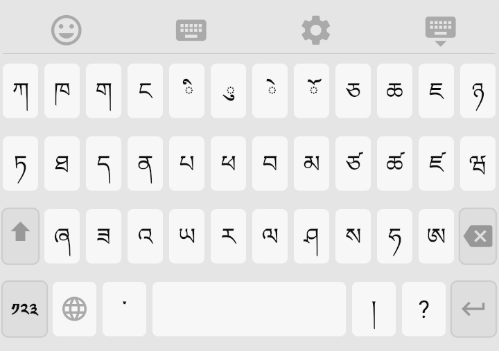 ཀ ཁ ག ང ི ུ ེ ོ ཅ ཆ ཇ ཉ
ཏ ཐ ད ན པ ཕ བ མ ཙ ཚ ཛ ཝ
ཞ ཟ འ ཡ ར ལ ཤ ས ཧ ཨ
༡༢༣ ་ ། ?